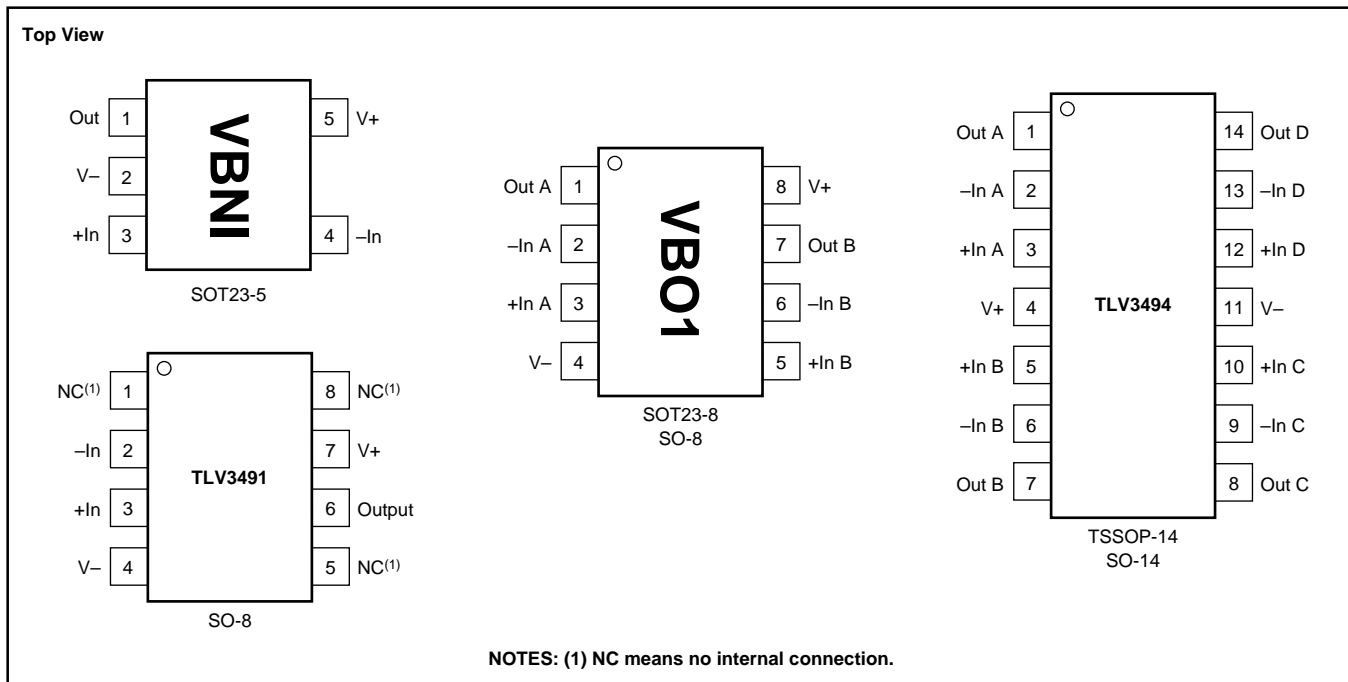 Top View
Out 1
V– 2
+In 3
5 V+
4 –In
VBNI
SOT23-5
NC(1) 1
–In 2
+In 3
V– 4
8 NC(1)
7 V+
6 Output
5 NC(1)
TLV3491
SO-8
Out A 1
–In A 2
+In A 3
V– 4
8 V+
7 Out B
6 –In B
5 +In B
VBO1
SOT23-8
SO-8
Out A 1
–In A 2
+In A 3
V+ 4
+In B 5
–In B 6
Out B 7
14 Out D
13 –In D
12 +In D
11 V–
10 +In C
9 –In C
8 Out C
TLV3494
TSSOP-14
SO-14
NOTES: (1) NC means no internal connection.